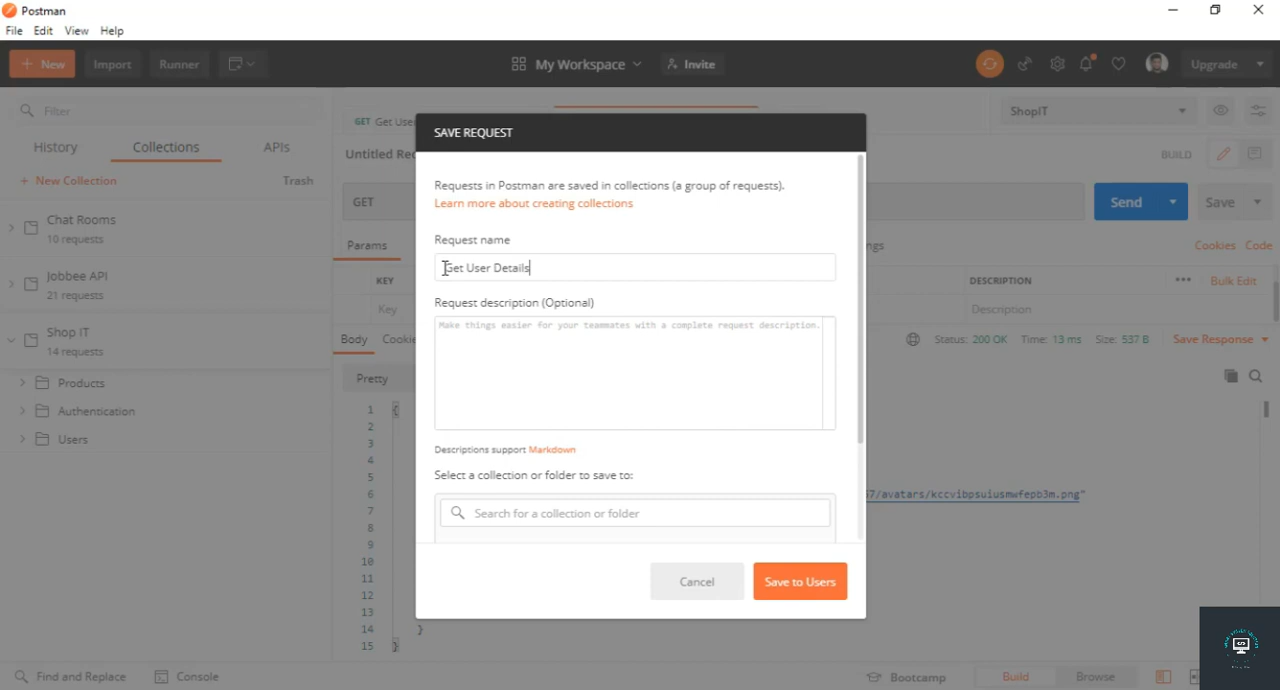 Postman
File Edit View Help
+ New Import Runner My Workspace Invite Upgrade
Filter
GET Get User
ShopIT
History Collections APIs
SAVE REQUEST
Untitled Req
BUILD
+ New Collection Trash
Requests in Postman are saved in collections (a group of requests).
Learn more about creating collections
GET
Send Save
Chat Rooms
10 requests
Request name
Params
Cookies Code
Get User Details
KEY DESCRIPTION ••• Bulk Edit
Jobbee API
21 requests
Request description (Optional)
Key Description
Make things easier for your teammates with a complete request description.
Shop IT
14 requests
Body Cookie
Status: 200 OK Time: 13 ms Size: 537 B Save Response
Products
Authentication
Users
Pretty
1 {
2
3
4
5
6
7
8
9
10
11
12
13
14 }
15 }
Descriptions support Markdown
Select a collection or folder to save to:
7/avatars/kccvibpsuiusmwfepb3m.png"
Search for a collection or folder
Cancel Save to Users
Find and Replace Console Bootcamp Build Browse